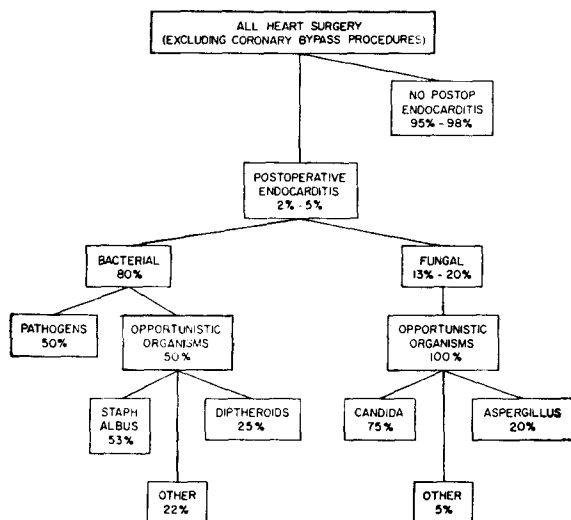 ALL HEART SURGERY
(EXCLUDING CORONARY BYPASS PROCEDURES)
NO POSTOP
ENDOCARDITIS
95% - 98%
POSTOPERATIVE
ENDOCARDITIS
2% - 5%
BACTERIAL
80%
FUNGAL
13% - 20%
PATHOGENS
50%
OPPORTUNISTIC
ORGANISMS
50%
OPPORTUNISTIC
ORGANISMS
100%
STAPH
ALBUS
53%
DIPTHEROIDS
25%
CANDIDA
75%
ASPERGILLUS
20%
OTHER
22%
OTHER
5%